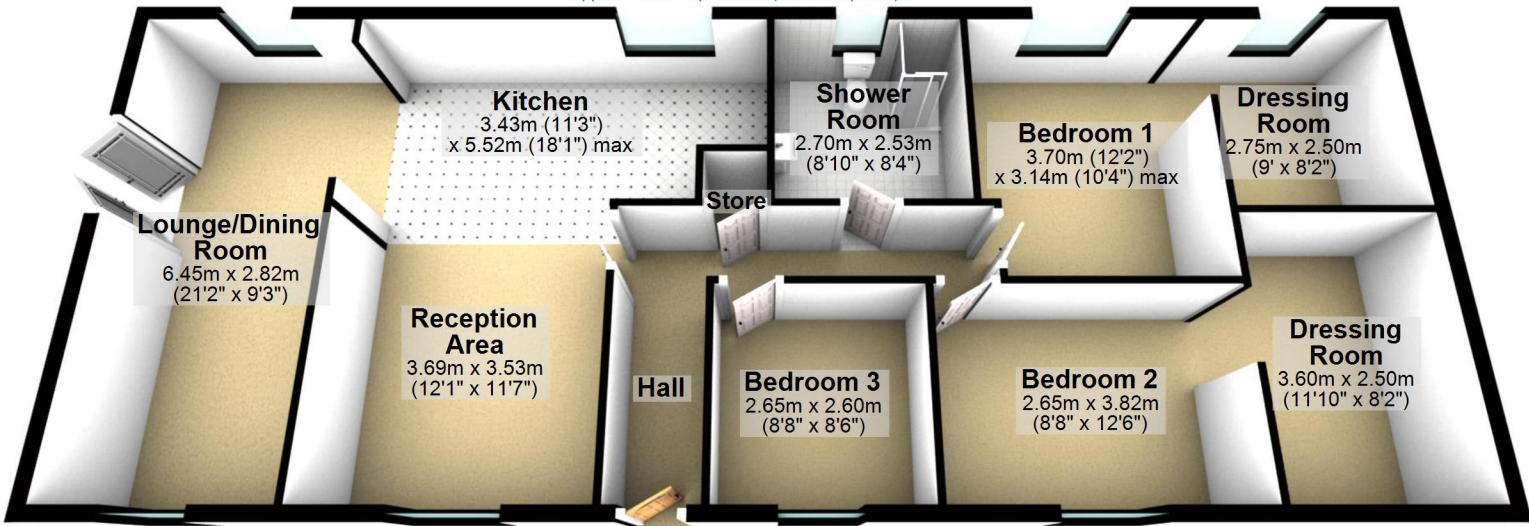 Kitchen
3.43m (11'3")
x 5.52m (18'1") max
Shower
Room
2.70m x 2.53m
(8'10" x 8'4")
Bedroom 1
3.70m (12'2")
x 3.14m (10'4") max
Dressing
Room
2.75m x 2.50m
(9' x 8'2")
Store
Lounge/Dining
Room
6.45m x 2.82m
(21'2" x 9'3")
Reception
Area
3.69m x 3.53m
(12'1" x 11'7")
Hall
Bedroom 3
2.65m x 2.60m
(8'8" x 8'6")
Bedroom 2
2.65m x 3.82m
(8'8" x 12'6")
Dressing
Room
3.60m x 2.50m
(11'10" x 8'2")